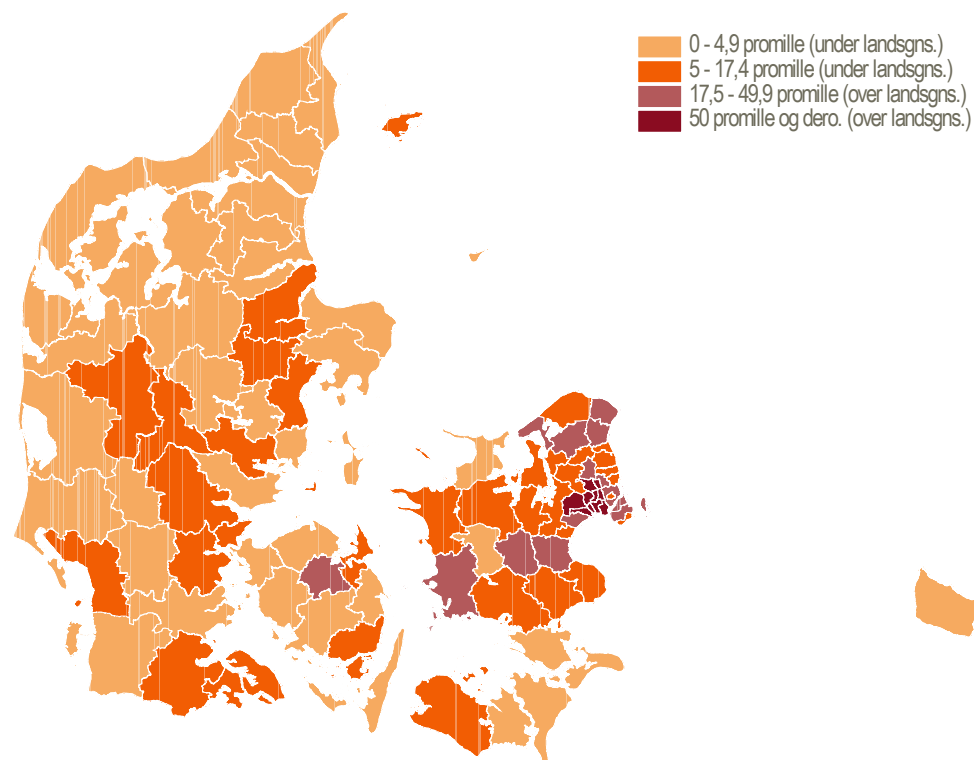 0 - 4,9 promille (under landsgns.)
5 - 17,4 promille (under landsgns.)
17,5 - 49,9 promille (over landsgns.)
50 promille og dero. (over landsgns.)